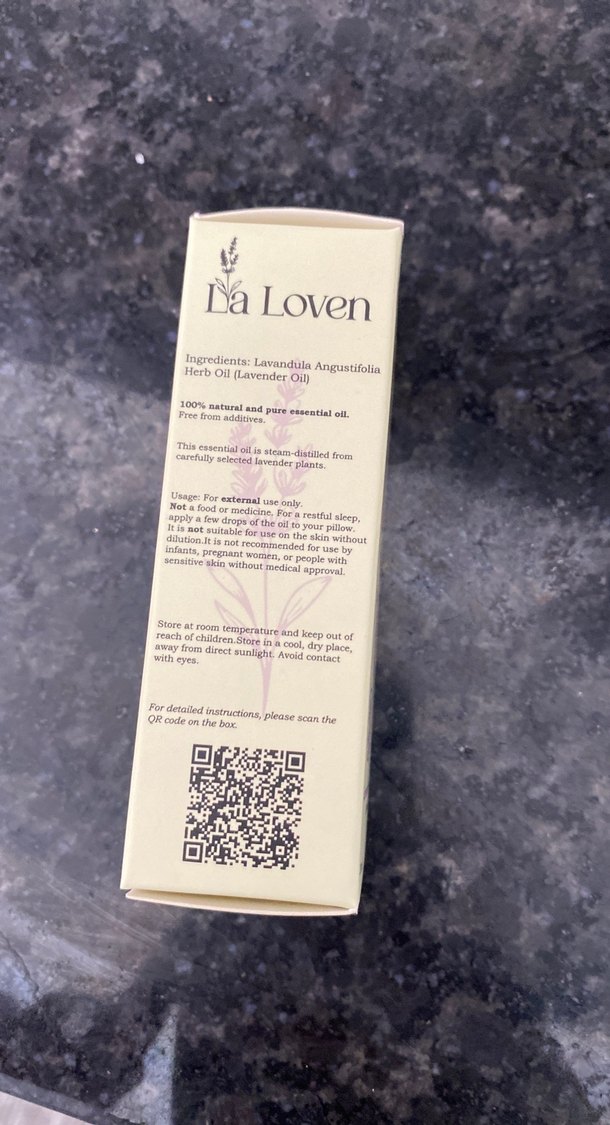 La Loven
Ingredients: Lavandula Angustifolia
Herb Oil (Lavender Oil)
100% natural and pure essential oil.
Free from additives.
This essential oil is steam-distilled from
carefully selected lavender plants.
Usage: For external use only.
Not a food or medicine. For a restful sleep,
apply a few drops of the oil to your pillow.
It is not suitable for use on the skin without
dilution.It is not recommended for use by
infants, pregnant women, or people with
sensitive skin without medical approval.
Store at room temperature and keep out of
reach of children.Store in a cool, dry place,
away from direct sunlight. Avoid contact
with eyes.
For detailed instructions, please scan the
QR code on the box.